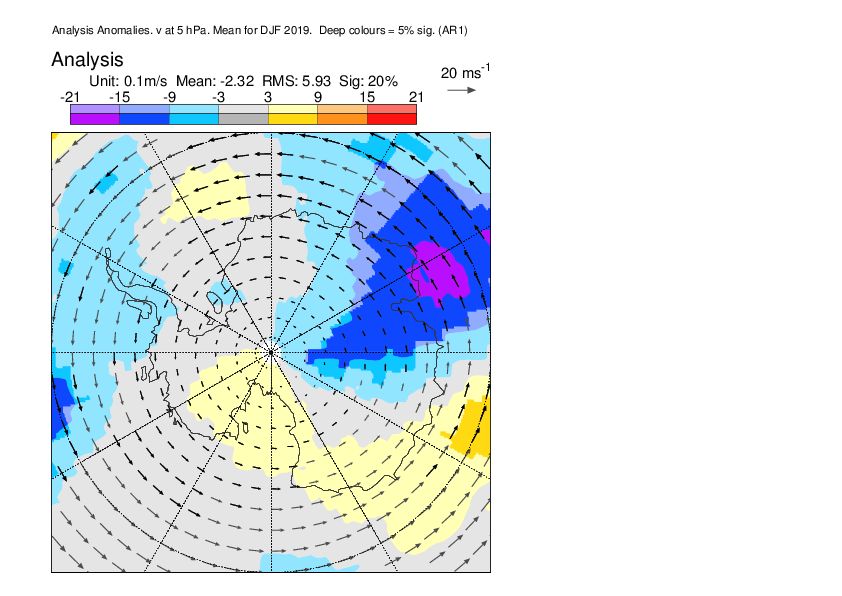 Analysis Anomalies. v at 5 hPa. Mean for DJF 2019.  Deep colours = 5% sig. (AR1)
Analysis
20 ms-1
Unit: 0.1m/s  Mean: -2.32  RMS: 5.93  Sig: 20%
-21 -15 -9 -3 3 9 15 21